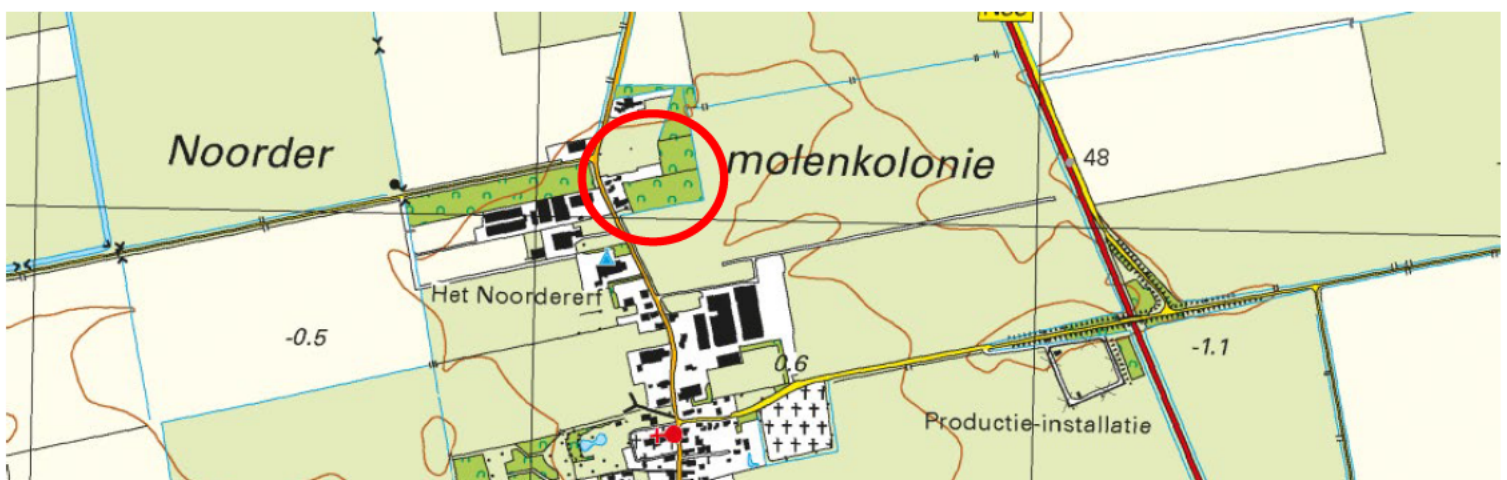 Noorder
molenkolonie
48
Het Noordererf
-0.5
0.6
-1.1
Productie-installatie